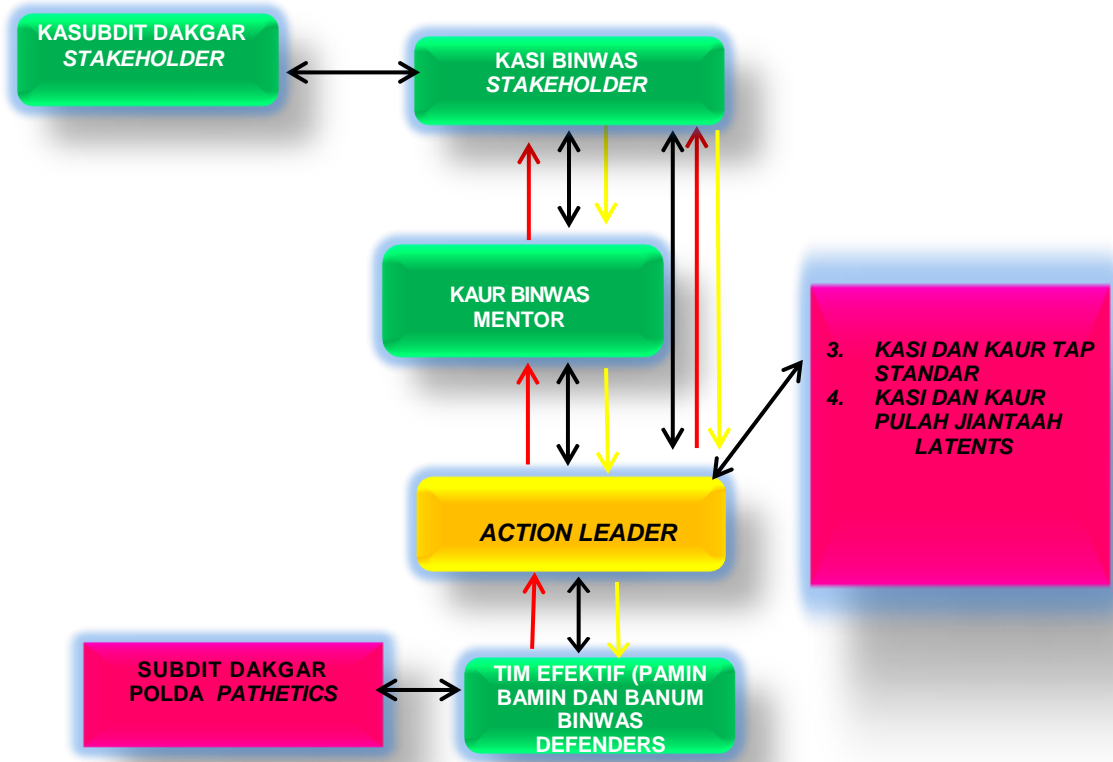 KASUBDIT DAKGAR
STAKEHOLDER
KASI BINWAS
STAKEHOLDER
KAUR BINWAS
MENTOR
3. KASI DAN KAUR TAP
STANDAR
4. KASI DAN KAUR
PULAH JIANTAAH
LATENTS
ACTION LEADER
SUBDIT DAKGAR
POLDA PATHETICS
TIM EFEKTIF (PAMIN
BAMIN DAN BANUM
BINWAS
DEFENDERS